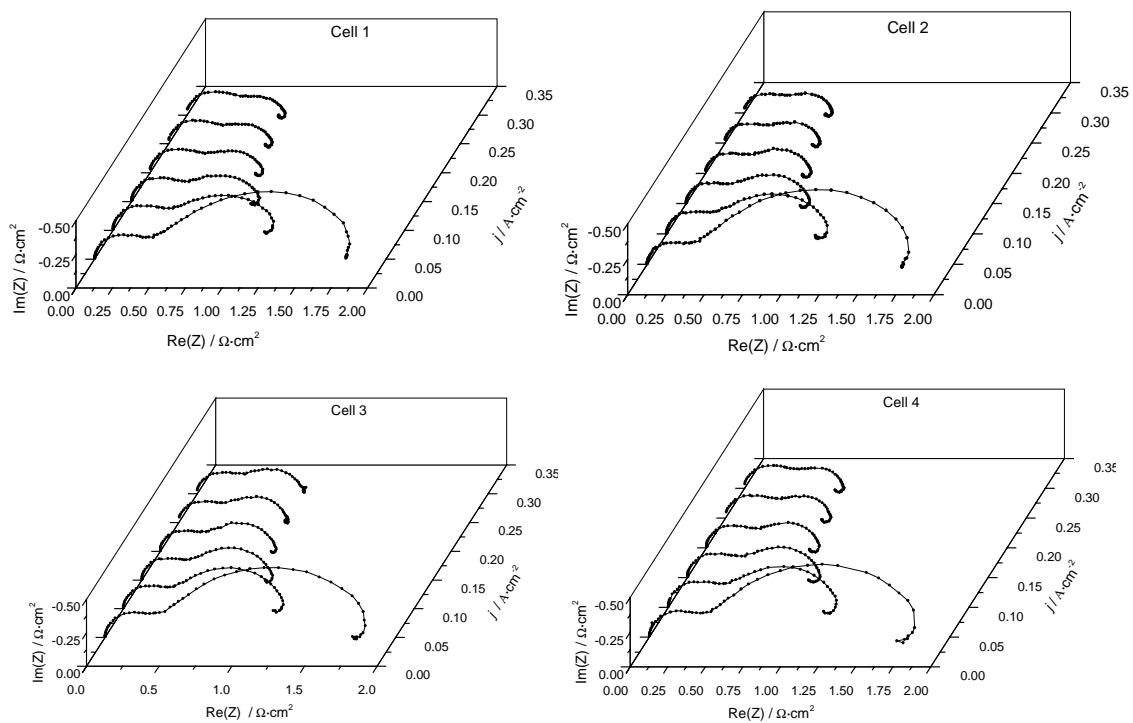 Cell 1
-0.50
-0.25
0.00
Im(Z) / Ω·cm²
0.00 0.25 0.50 0.75 1.00 1.25 1.50 1.75 2.00
Re(Z) / Ω·cm²
0.00
0.05
0.10
0.15
0.20
0.25
0.30
0.35
j / A·cm⁻²
Cell 2
-0.50
-0.25
0.00
Im(Z) / Ω·cm²
0.00 0.25 0.50 0.75 1.00 1.25 1.50 1.75 2.00
Re(Z) / Ω·cm²
0.00
0.05
0.10
0.15
0.20
0.25
0.30
0.35
j / A·cm⁻²
Cell 3
-0.50
-0.25
0.00
Im(Z) / Ω·cm²
0.0 0.5 1.0 1.5 2.0
Re(Z) / Ω·cm²
0.00
0.05
0.10
0.15
0.20
0.25
0.30
0.35
j / A·cm⁻²
Cell 4
-0.50
-0.25
0.00
Im(Z) / Ω·cm²
0.00 0.25 0.50 0.75 1.00 1.25 1.50 1.75 2.00
Re(Z) / Ω·cm²
0.00
0.05
0.10
0.15
0.20
0.25
0.30
0.35
j / A·cm⁻²